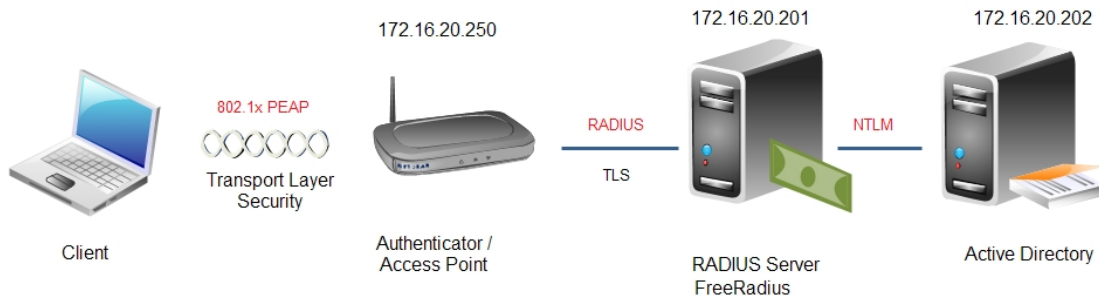 172.16.20.250
172.16.20.201
172.16.20.202
802.1x PEAP
Transport Layer
Security
NETGEAR
RADIUS
TLS
NTLM
Client
Authenticator /
Access Point
RADIUS Server
FreeRadius
Active Directory